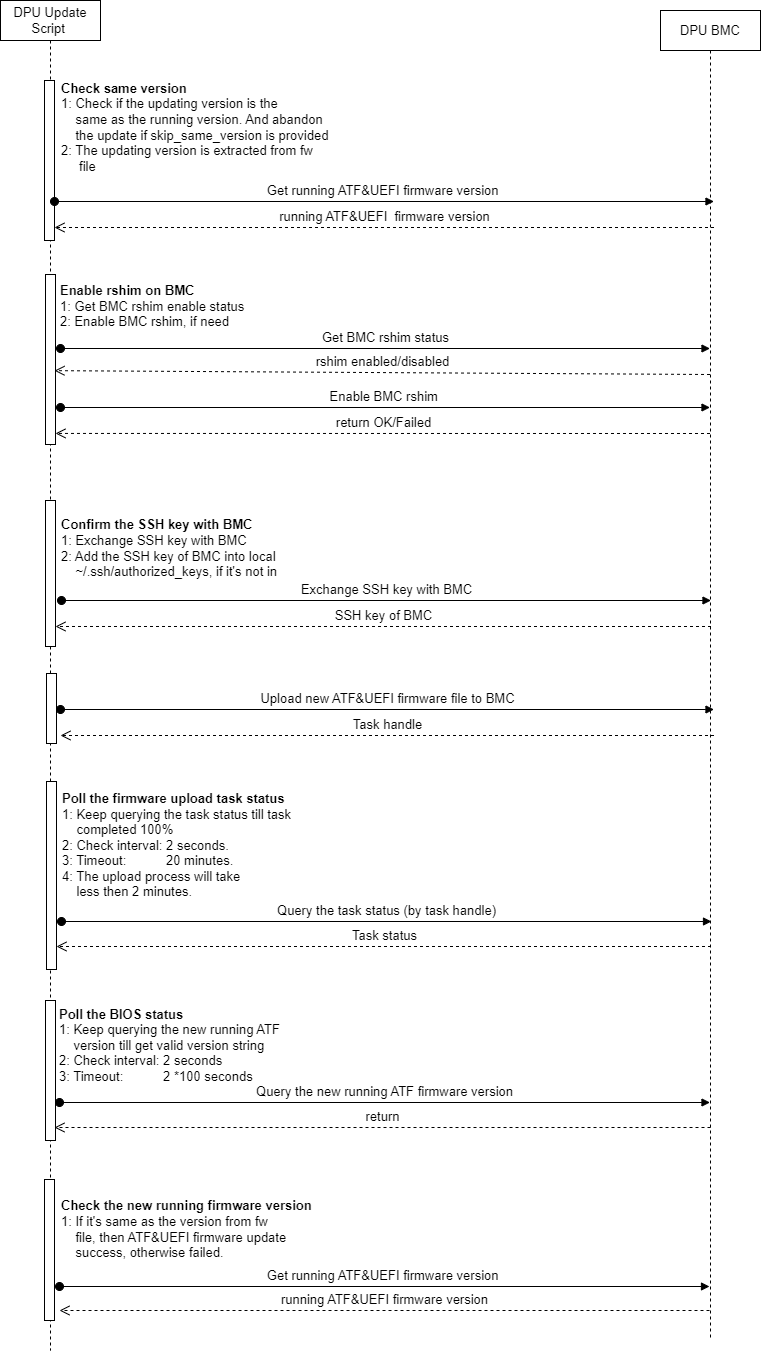 DPU Update
Script
DPU BMC
Check same version
1: Check if the updating version is the
same as the running version. And abandon
the update if skip_same_version is provided
2: The updating version is extracted from fw
file
Get running ATF&UEFI firmware version
running ATF&UEFI  firmware version
Enable rshim on BMC
1: Get BMC rshim enable status
2: Enable BMC rshim, if need
Get BMC rshim status
rshim enabled/disabled
Enable BMC rshim
return OK/Failed
Confirm the SSH key with BMC
1: Exchange SSH key with BMC
2: Add the SSH key of BMC into local
~/.ssh/authorized_keys, if it's not in
Exchange SSH key with BMC
SSH key of BMC
Upload new ATF&UEFI firmware file to BMC
Task handle
Poll the firmware upload task status
1: Keep querying the task status till task
completed 100%
2: Check interval: 2 seconds.
3: Timeout: 20 minutes.
4: The upload process will take
less then 2 minutes.
Query the task status (by task handle)
Task status
Poll the BIOS status
1: Keep querying the new running ATF
version till get valid version string
2: Check interval: 2 seconds
3: Timeout: 2 *100 seconds
Query the new running ATF firmware version
return
Check the new running firmware version
1: If it's same as the version from fw
file, then ATF&UEFI firmware update
success, otherwise failed.
Get running ATF&UEFI firmware version
running ATF&UEFI firmware version